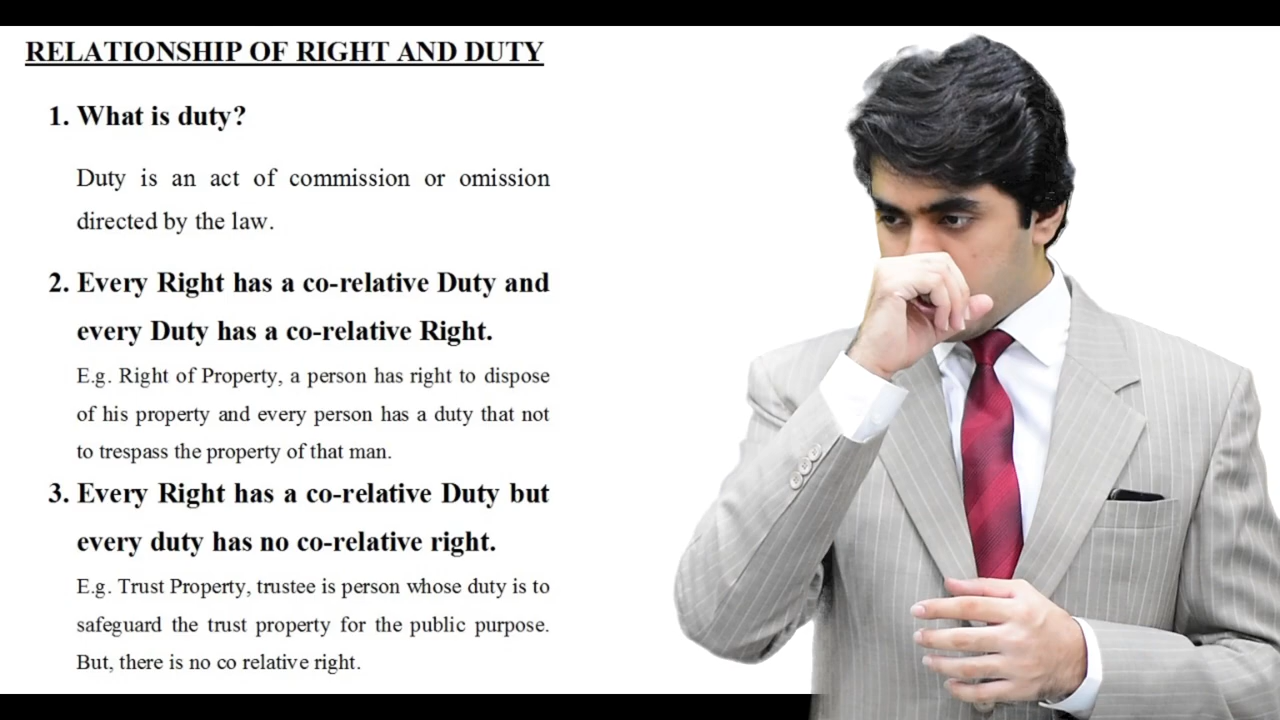 RELATIONSHIP OF RIGHT AND DUTY
1. What is duty?
Duty is an act of commission or omission
directed by the law.
2. Every Right has a co-relative Duty and
every Duty has a co-relative Right.
E.g. Right of Property, a person has right to dispose
of his property and every person has a duty that not
to trespass the property of that man.
3. Every Right has a co-relative Duty but
every duty has no co-relative right.
E.g. Trust Property, trustee is person whose duty is to
safeguard the trust property for the public purpose.
But, there is no co relative right.